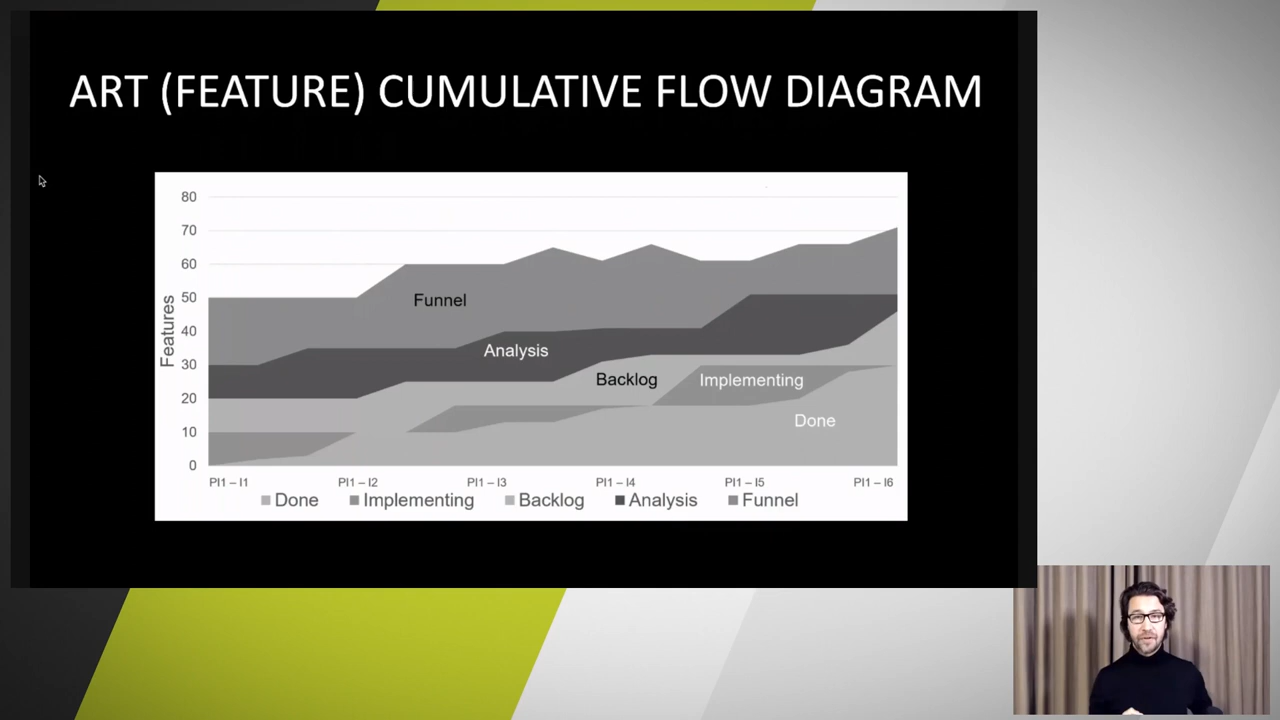 ART (FEATURE) CUMULATIVE FLOW DIAGRAM
80
70
60
50
40
30
20
10
0
Features
Funnel
Analysis
Backlog
Implementing
Done
PI1 – I1 PI1 – I2 PI1 – I3 PI1 – I4 PI1 – I5 PI1 – I6
Done Implementing Backlog Analysis Funnel